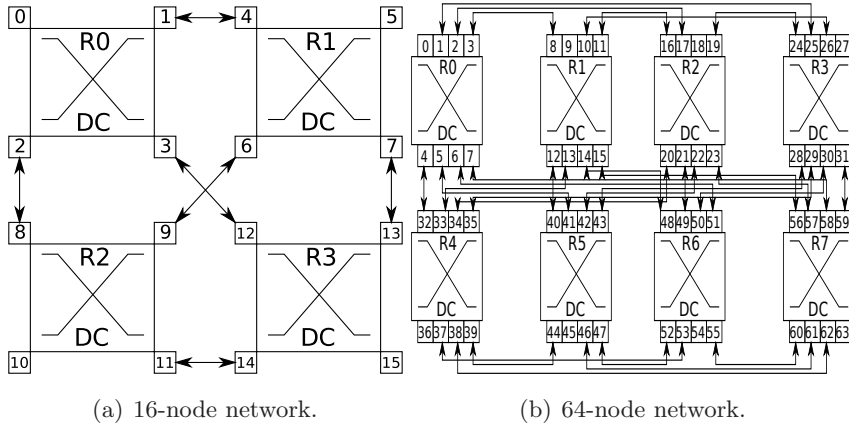 0 1 4 5
R0 R1
DC DC
2 3 6 7
8 9 12 13
R2 R3
DC DC
10 11 14 15
(a) 16-node network.
0 1 2 3 8 9 10 11 16 17 18 19 24 25 26 27
R0 R1 R2 R3
DC DC DC DC
4 5 6 7 12 13 14 15 20 21 22 23 28 29 30 31
32 33 34 35 40 41 42 43 48 49 50 51 56 57 58 59
R4 R5 R6 R7
DC DC DC DC
36 37 38 39 44 45 46 47 52 53 54 55 60 61 62 63
(b) 64-node network.